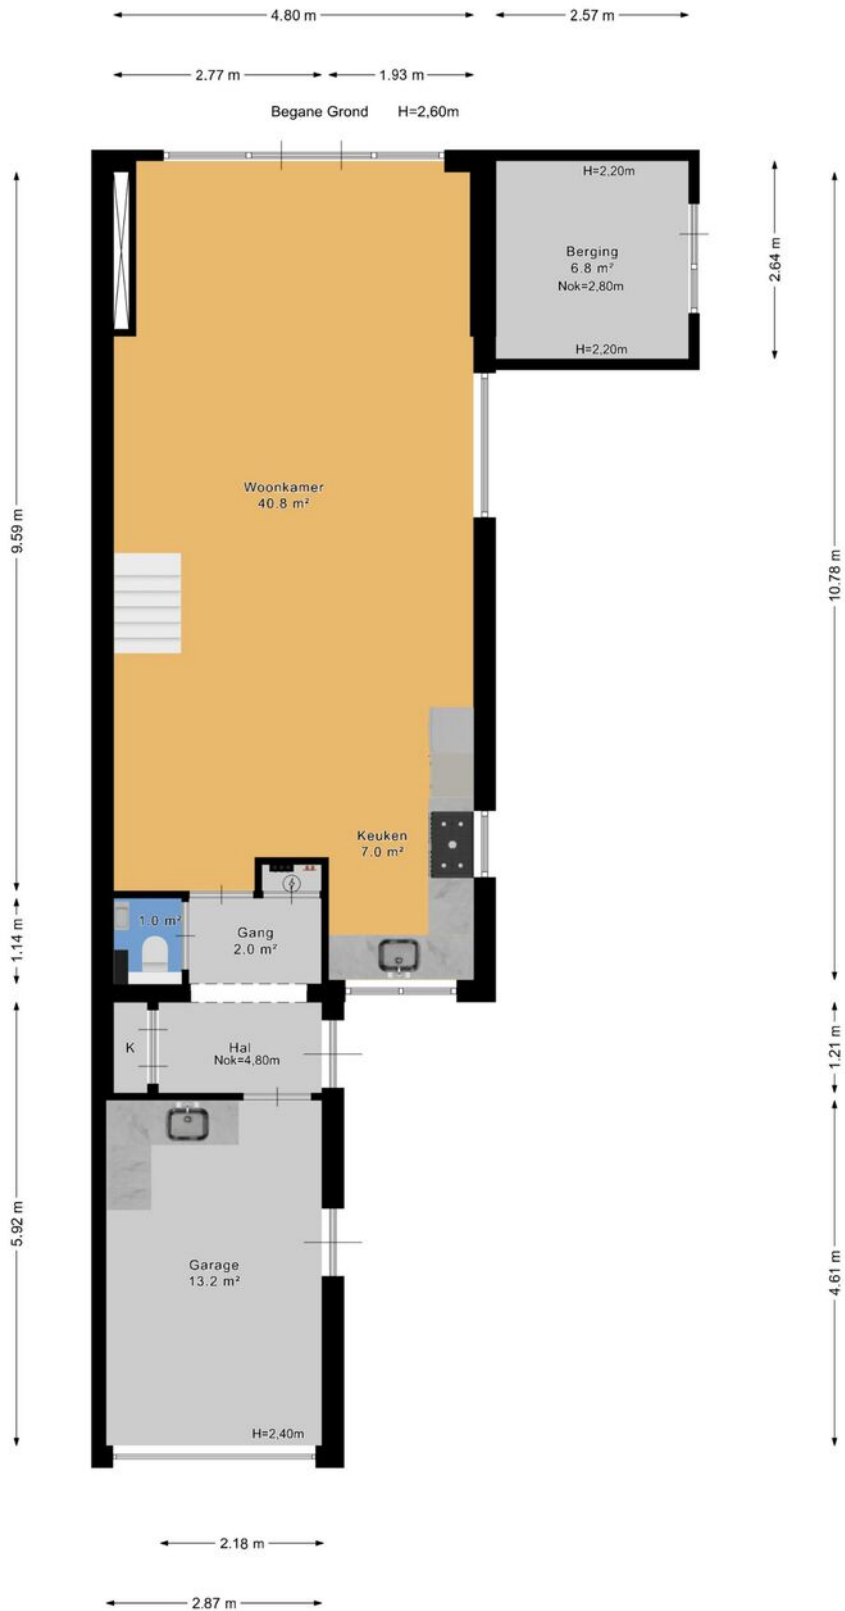 4.80 m
2.57 m
2.77 m
1.93 m
Begane Grond H=2,60m
H=2,20m
Berging
6.8 m²
Nok=2,80m
H=2,20m
2.64 m
Woonkamer
40.8 m²
9.59 m
10.78 m
Keuken
7.0 m²
1.0 m²
Gang
2.0 m²
1.14 m
K
Hal
Nok=4,80m
1.21 m
5.92 m
Garage
13.2 m²
4.61 m
H=2,40m
2.18 m
2.87 m